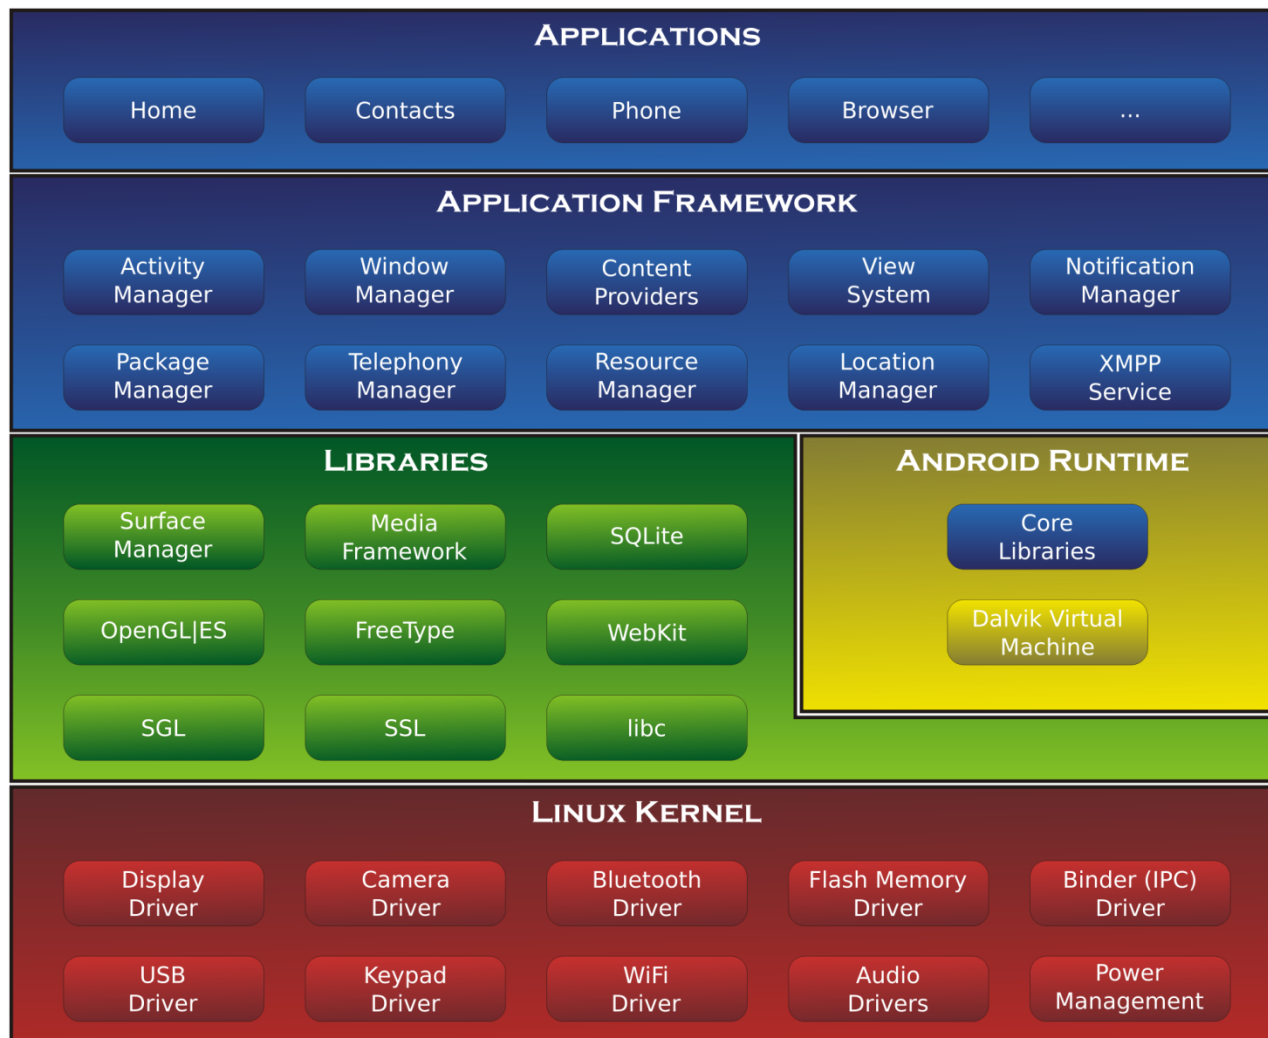 APPLICATIONS
Home
Contacts
Phone
Browser
...
APPLICATION FRAMEWORK
Activity
Manager
Window
Manager
Content
Providers
View
System
Notification
Manager
Package
Manager
Telephony
Manager
Resource
Manager
Location
Manager
XMPP
Service
LIBRARIES
Surface
Manager
Media
Framework
SQLite
OpenGL|ES
FreeType
WebKit
SGL
SSL
libc
ANDROID RUNTIME
Core
Libraries
Dalvik Virtual
Machine
LINUX KERNEL
Display
Driver
Camera
Driver
Bluetooth
Driver
Flash Memory
Driver
Binder (IPC)
Driver
USB
Driver
Keypad
Driver
WiFi
Driver
Audio
Drivers
Power
Management